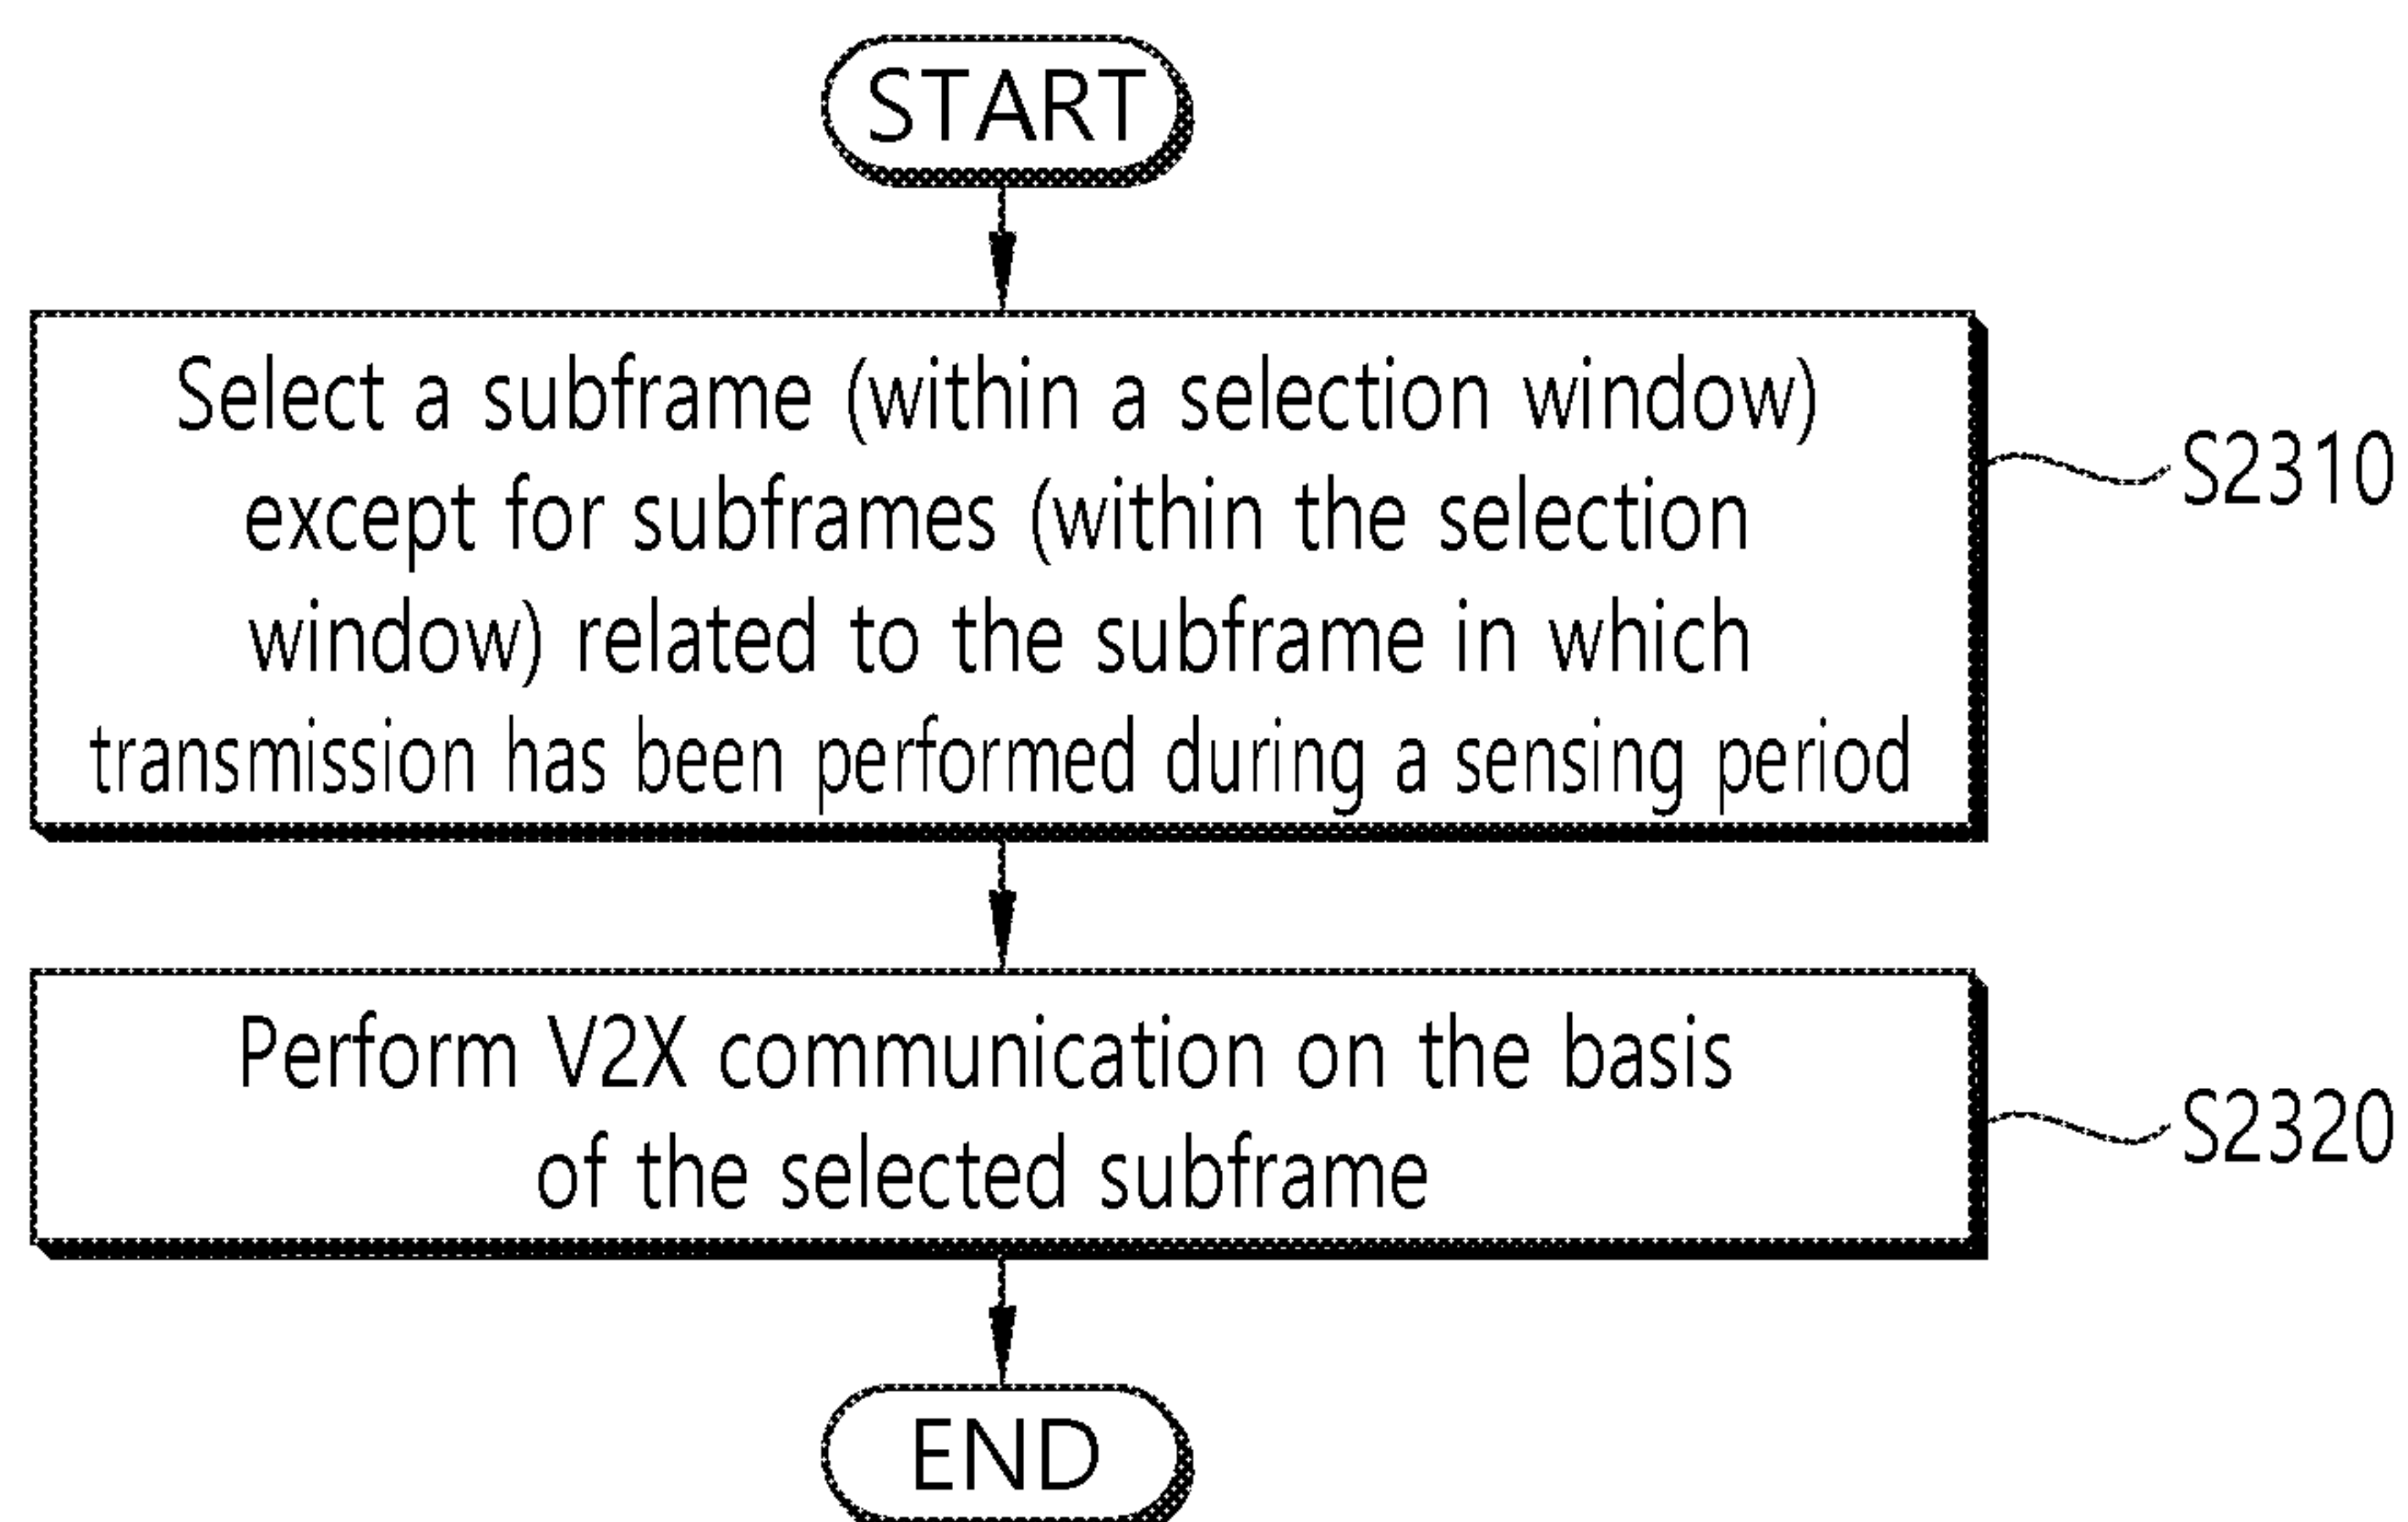 START
Select a subframe (within a selection window)
except for subframes (within the selection
window) related to the subframe in which
transmission has been performed during a sensing period
S2310
Perform V2X communication on the basis
of the selected subframe
S2320
END